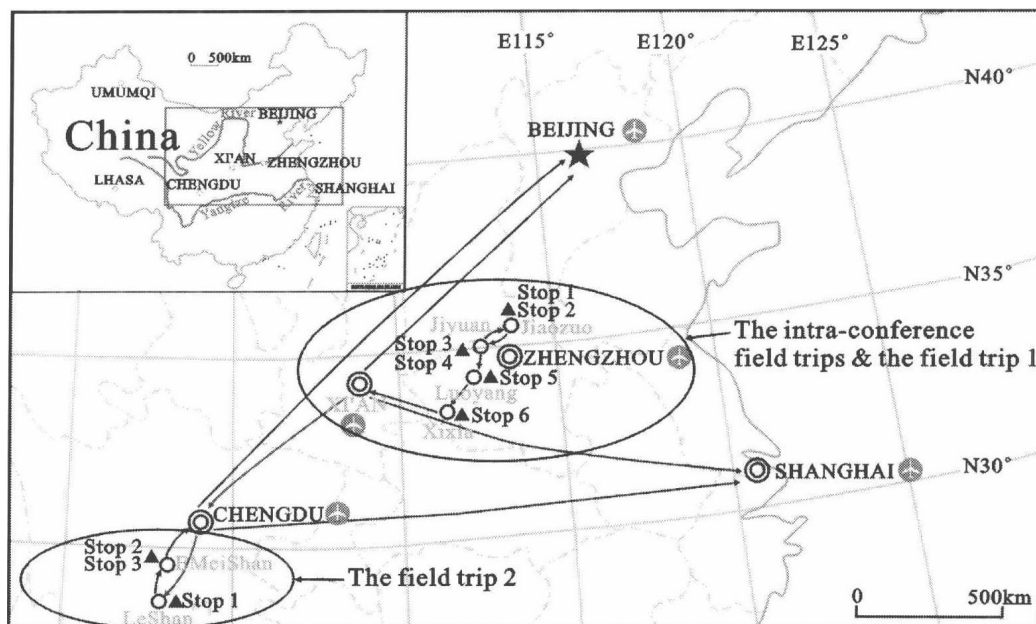 0 500km
UMUMQI
Yellow River
BEIJING
China
XI'AN
ZHENGZHOU
LHASA
CHENGDU
SHANGHAI
Yangtze River
E115°
E120°
E125°
N40°
BEIJING
N35°
Stop 1
Stop 2
Jiyuan
Jiaozuo
Stop 3
Stop 4
ZHENGZHOU
The intra-conference
field trips & the field trip 1
Stop 5
Luoyang
XI'AN
Stop 6
Xixia
SHANGHAI
N30°
CHENGDU
Stop 2
Stop 3
EMeiShan
The field trip 2
Stop 1
LeShan
0 500km